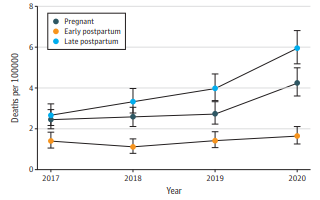 8
6
4
2
0
Deaths per 100000
Pregnant
Early postpartum
Late postpartum
2017
2018
2019
2020
Year